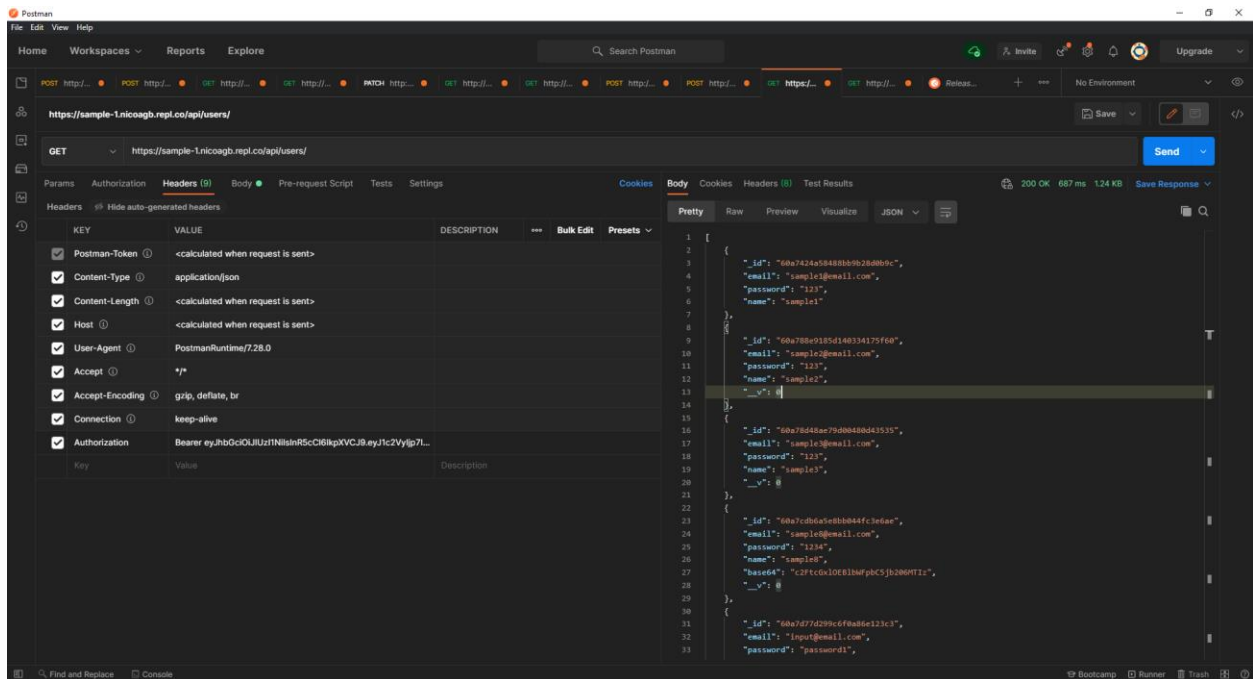 Postman
File Edit View Help
Home Workspaces Reports Explore Search Postman Invite Upgrade
POST http:/... POST http:/... GET http://... GET http://... PATCH http:... GET http://... GET http://... POST http:/... POST http:/... GET https:/... GET http://... Releas... + No Environment
https://sample-1.nicoagb.repl.co/api/users/ Save
GET https://sample-1.nicoagb.repl.co/api/users/ Send
Params Authorization Headers (9) Body Pre-request Script Tests Settings Cookies
Headers Hide auto-generated headers
KEY VALUE DESCRIPTION Bulk Edit Presets
Postman-Token <calculated when request is sent>
Content-Type application/json
Content-Length <calculated when request is sent>
Host <calculated when request is sent>
User-Agent PostmanRuntime/7.28.0
Accept */*
Accept-Encoding gzip, deflate, br
Connection keep-alive
Authorization Bearer
Key Value Description
Body Cookies Headers (8) Test Results 200 OK 687 ms 1.24 KB Save Response
Pretty Raw Preview Visualize JSON
1 [
2 {
3 "_id": "60a7424a58488bb9b28d0b9c",
4 "email": "sample1@email.com",
5 "password": "123",
6 "name": "sample1"
7 },
8 {
9 "_id": "60a788e9185d140334175f60",
10 "email": "sample2@email.com",
11 "password": "123",
12 "name": "sample2",
13 "__v": 0
14 },
15 {
16 "_id": "60a78d48ae79d00480d43535",
17 "email": "sample3@email.com",
18 "password": "123",
19 "name": "sample3",
20 "__v": 0
21 },
22 {
23 "_id": "60a7cdb6a5e8bb044fc3e6ae",
24 "email": "sample8@email.com",
25 "password": "1234",
26 "name": "sample8",
27 "base64":
28 "__v": 0
29 },
30 {
31 "_id": "60a7d77d299c6f0a86e123c3",
32 "email": "input@email.com",
33 "password": "password1",
Find and Replace Console Bootcamp Runner Trash